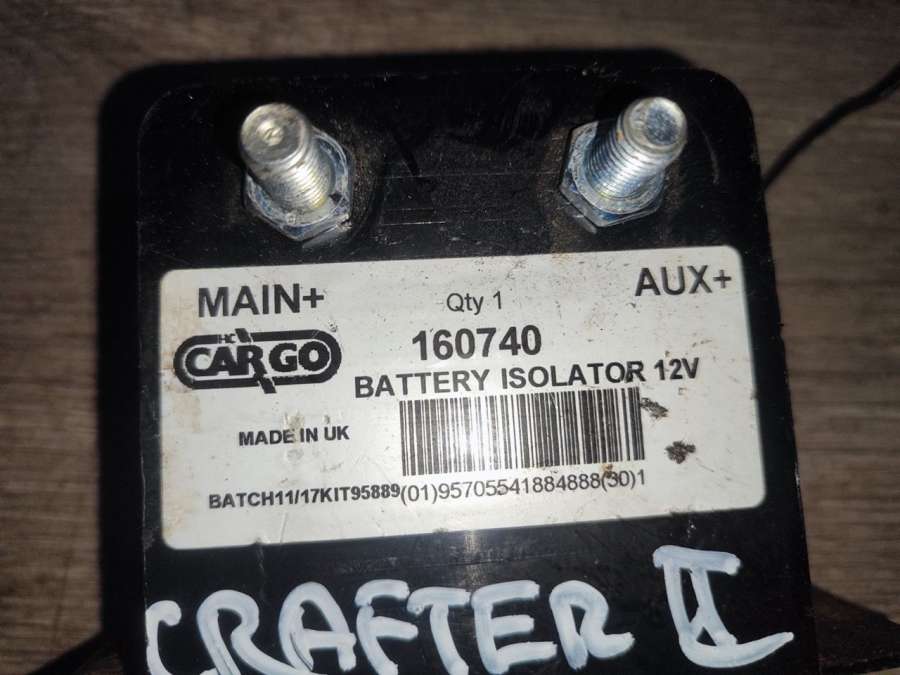 MAIN+
Qty 1
AUX+
HC
CARGO
160740
BATTERY ISOLATOR 12V
MADE IN UK
BATCH11/17KIT95889
(01)95705541884888(30)1
CRAFTER II